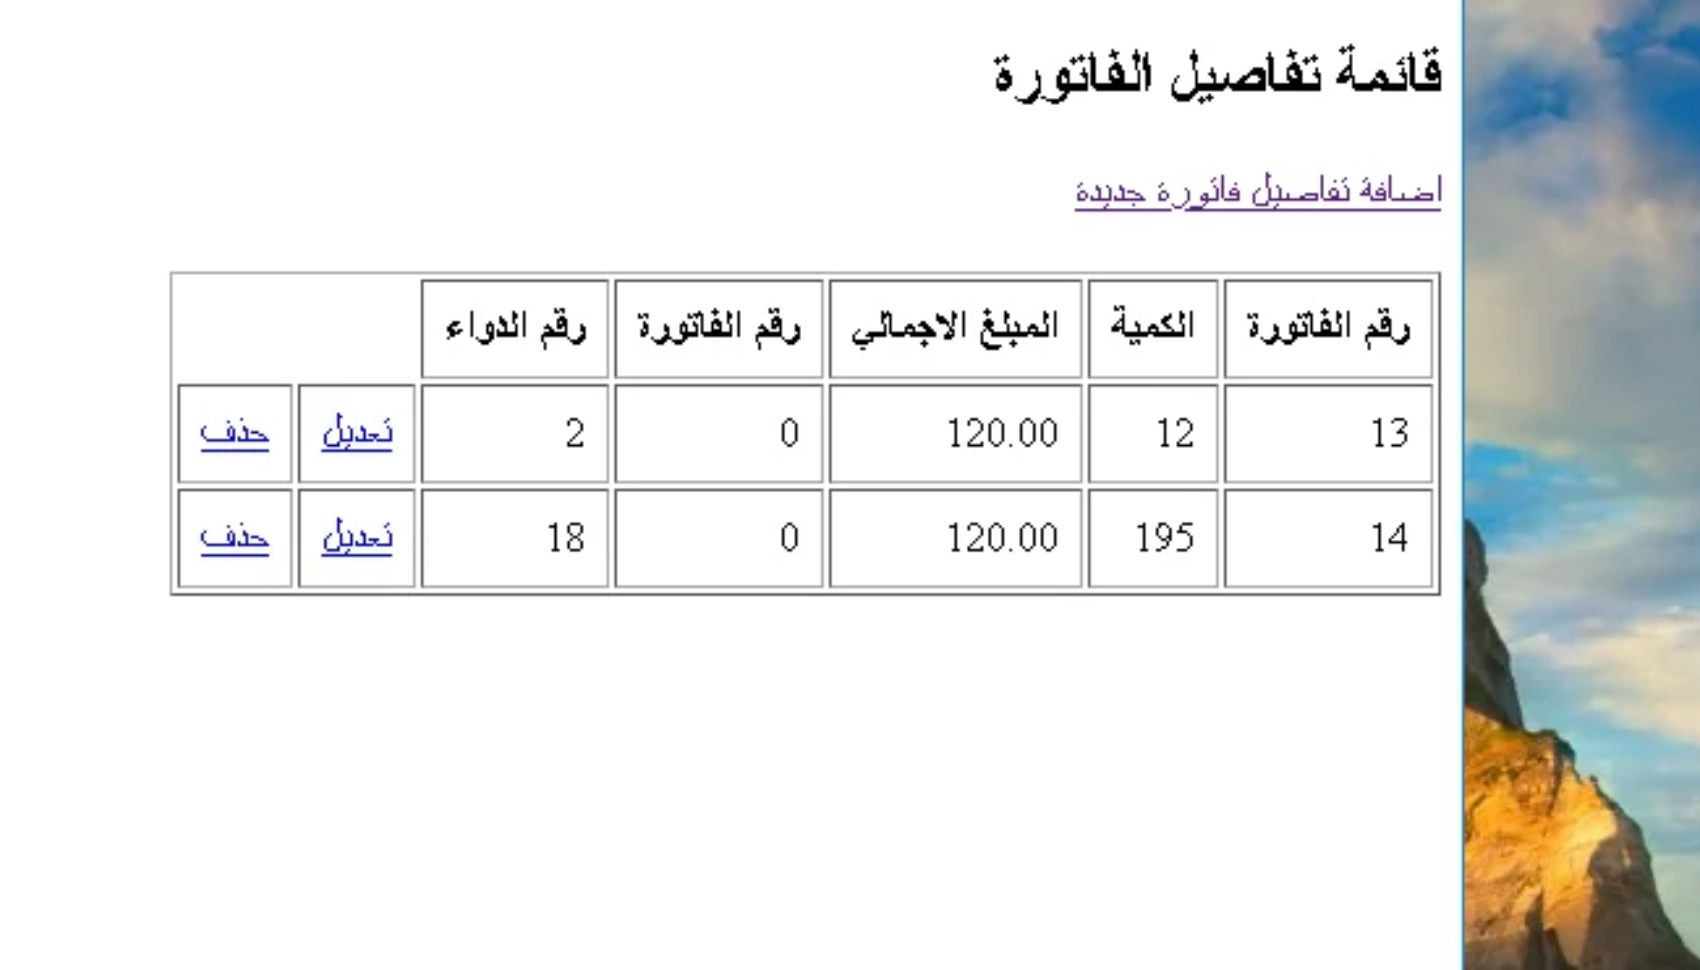 قائمة تفاصيل الفاتورة
اضافة تفاصيل فاتورة جديدة
رقم الفاتورة الكمية المبلغ الاجمالي رقم الفاتورة رقم الدواء
13 12 120.00 0 2 تعديل حذف
14 195 120.00 0 18 تعديل حذف